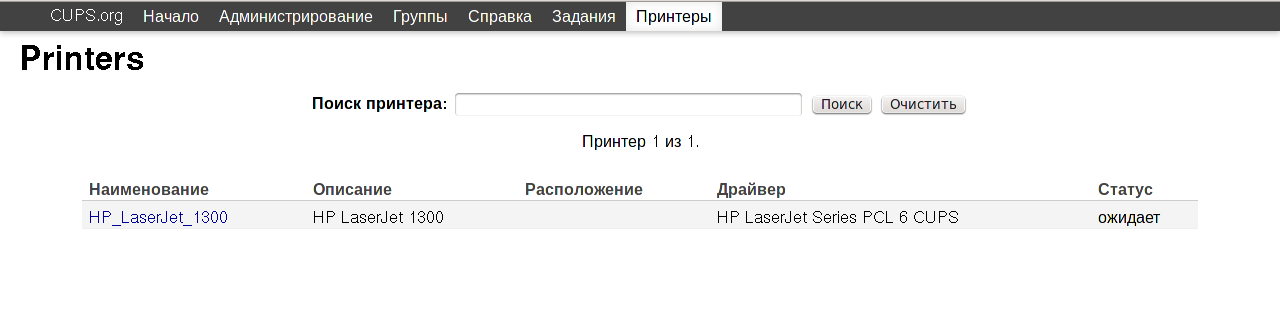 CUPS.org Начало Администрирование Группы Справка Задания Принтеры
Printers
Поиск принтера: Поиск Очистить
Принтер 1 из 1.
Наименование Описание Расположение Драйвер Статус
HP_LaserJet_1300 HP LaserJet 1300 HP LaserJet Series PCL 6 CUPS ожидает